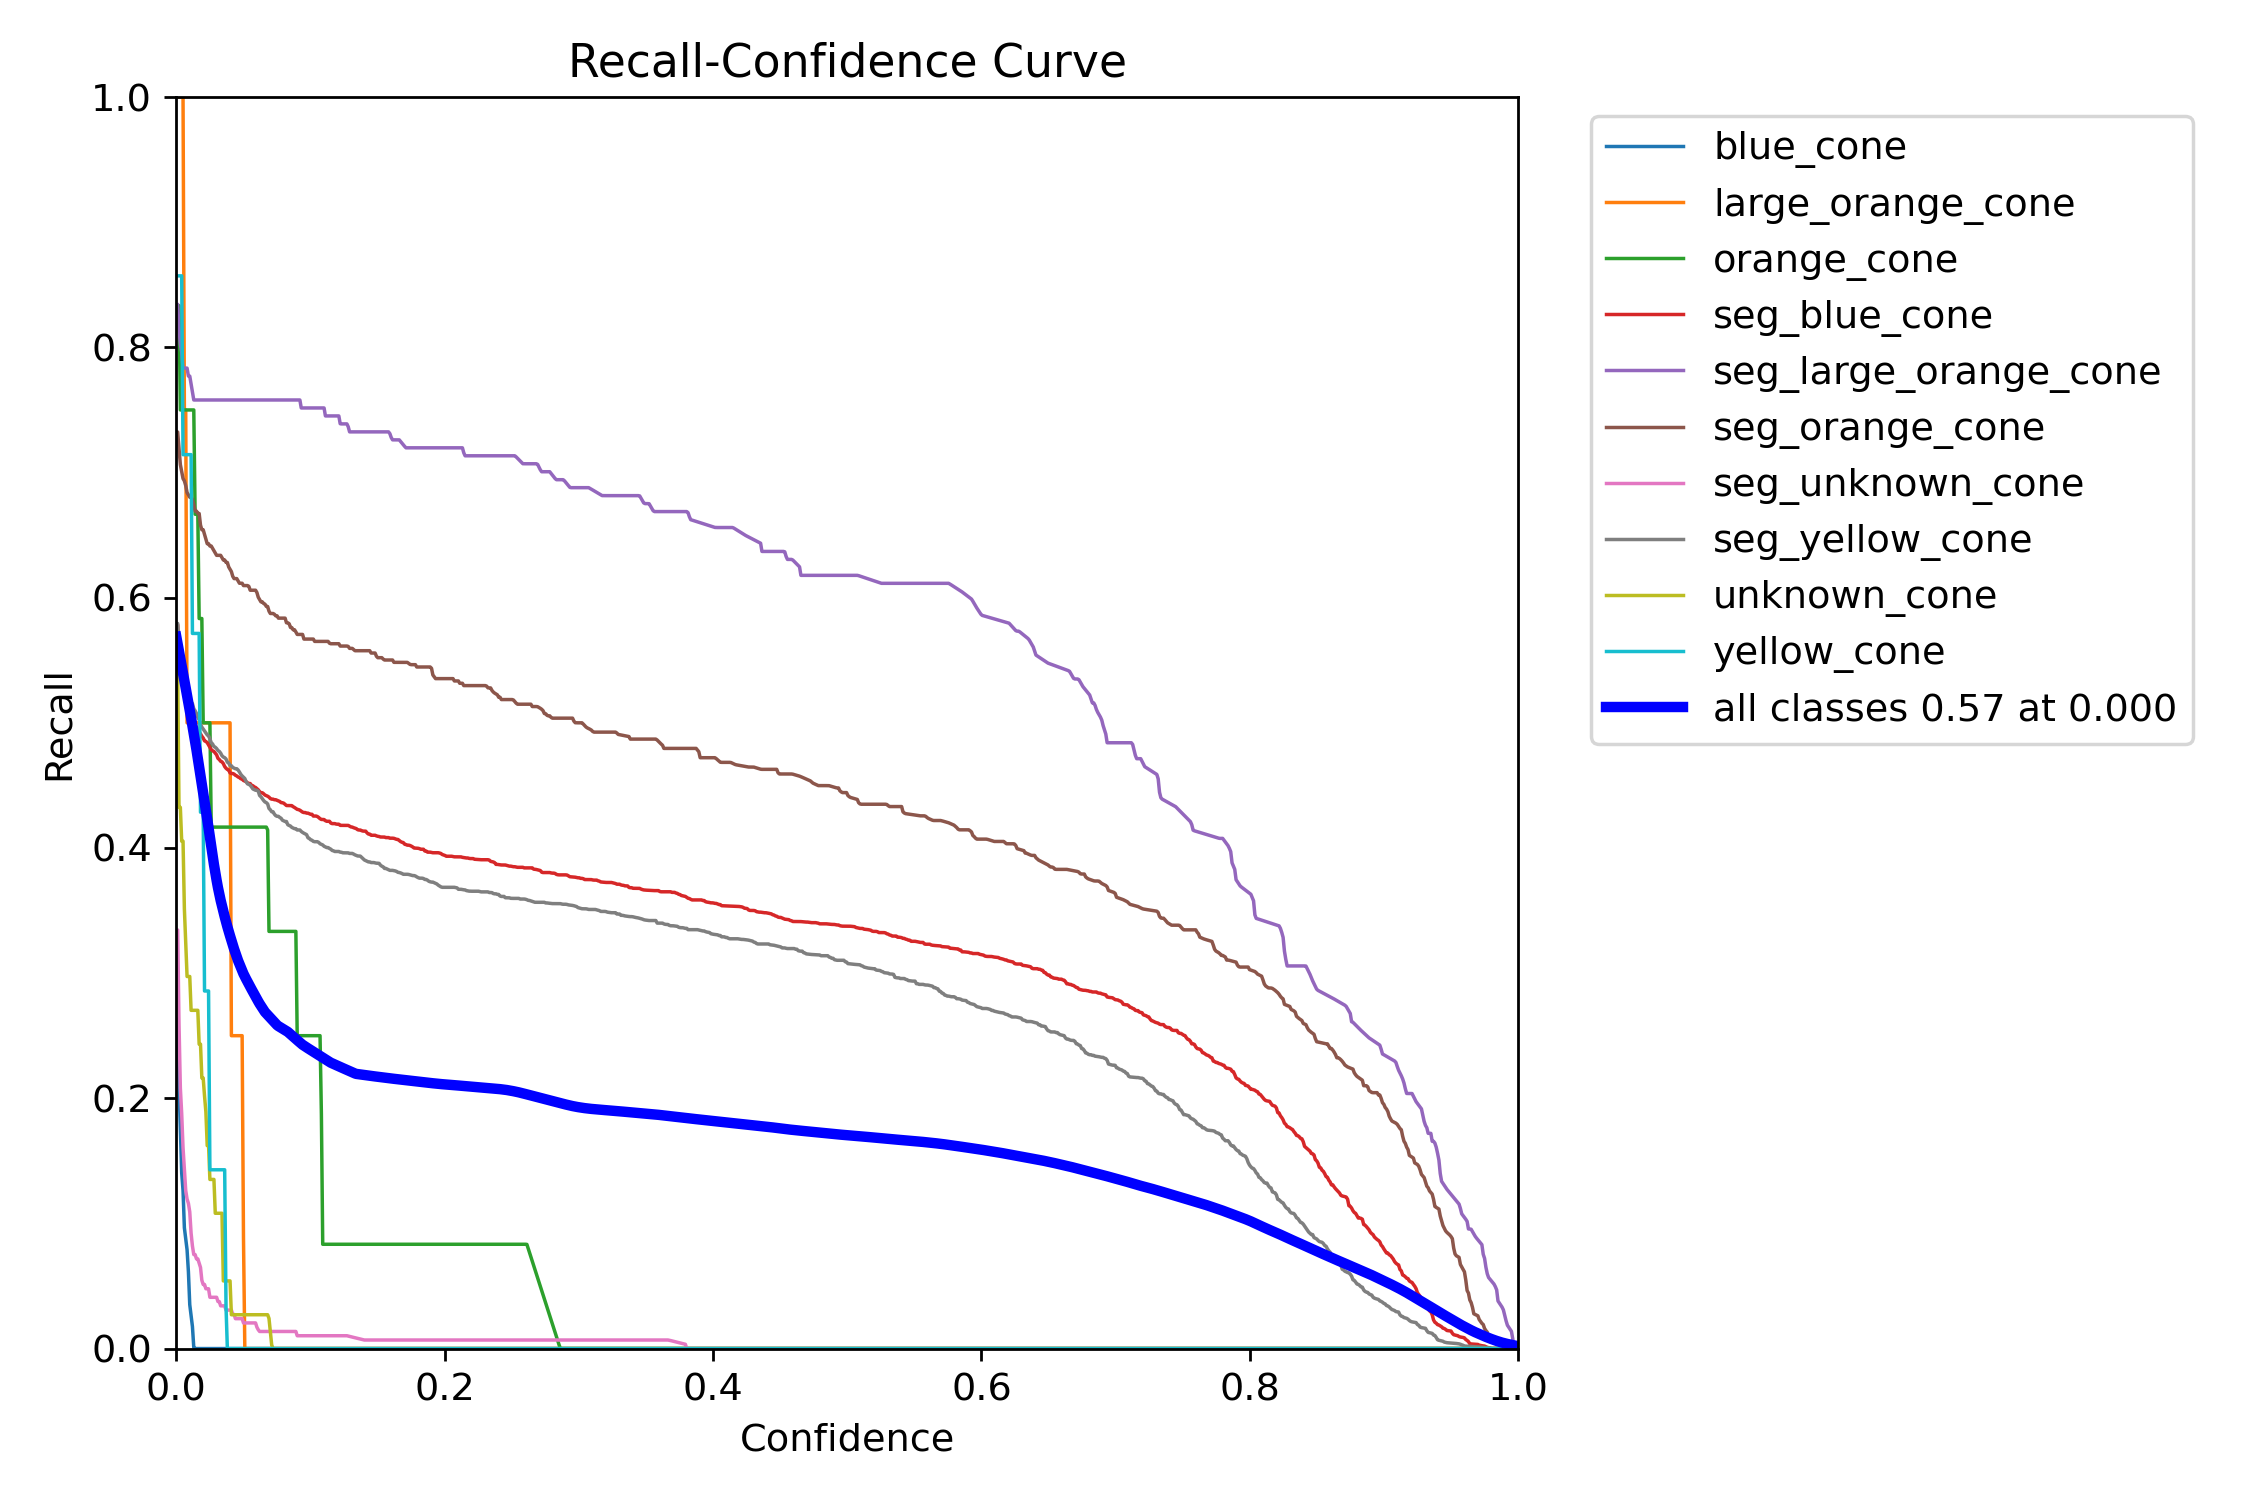 Recall-Confidence Curve
1.0
0.8
0.6
0.4
0.2
0.0
Recall
0.0 0.2 0.4 0.6 0.8 1.0
Confidence
blue_cone
large_orange_cone
orange_cone
seg_blue_cone
seg_large_orange_cone
seg_orange_cone
seg_unknown_cone
seg_yellow_cone
unknown_cone
yellow_cone
all classes 0.57 at 0.000